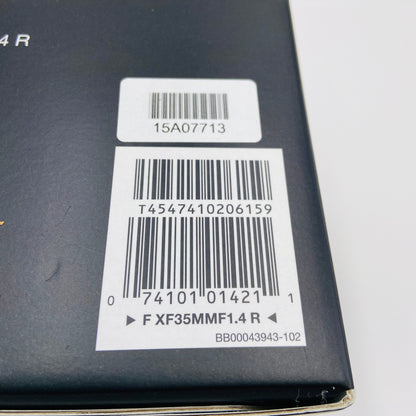 4 R
15A07713
T4547410206159
0 74101 01421 1
▶ F XF35MMF1.4 R ◀
BB00043943-102